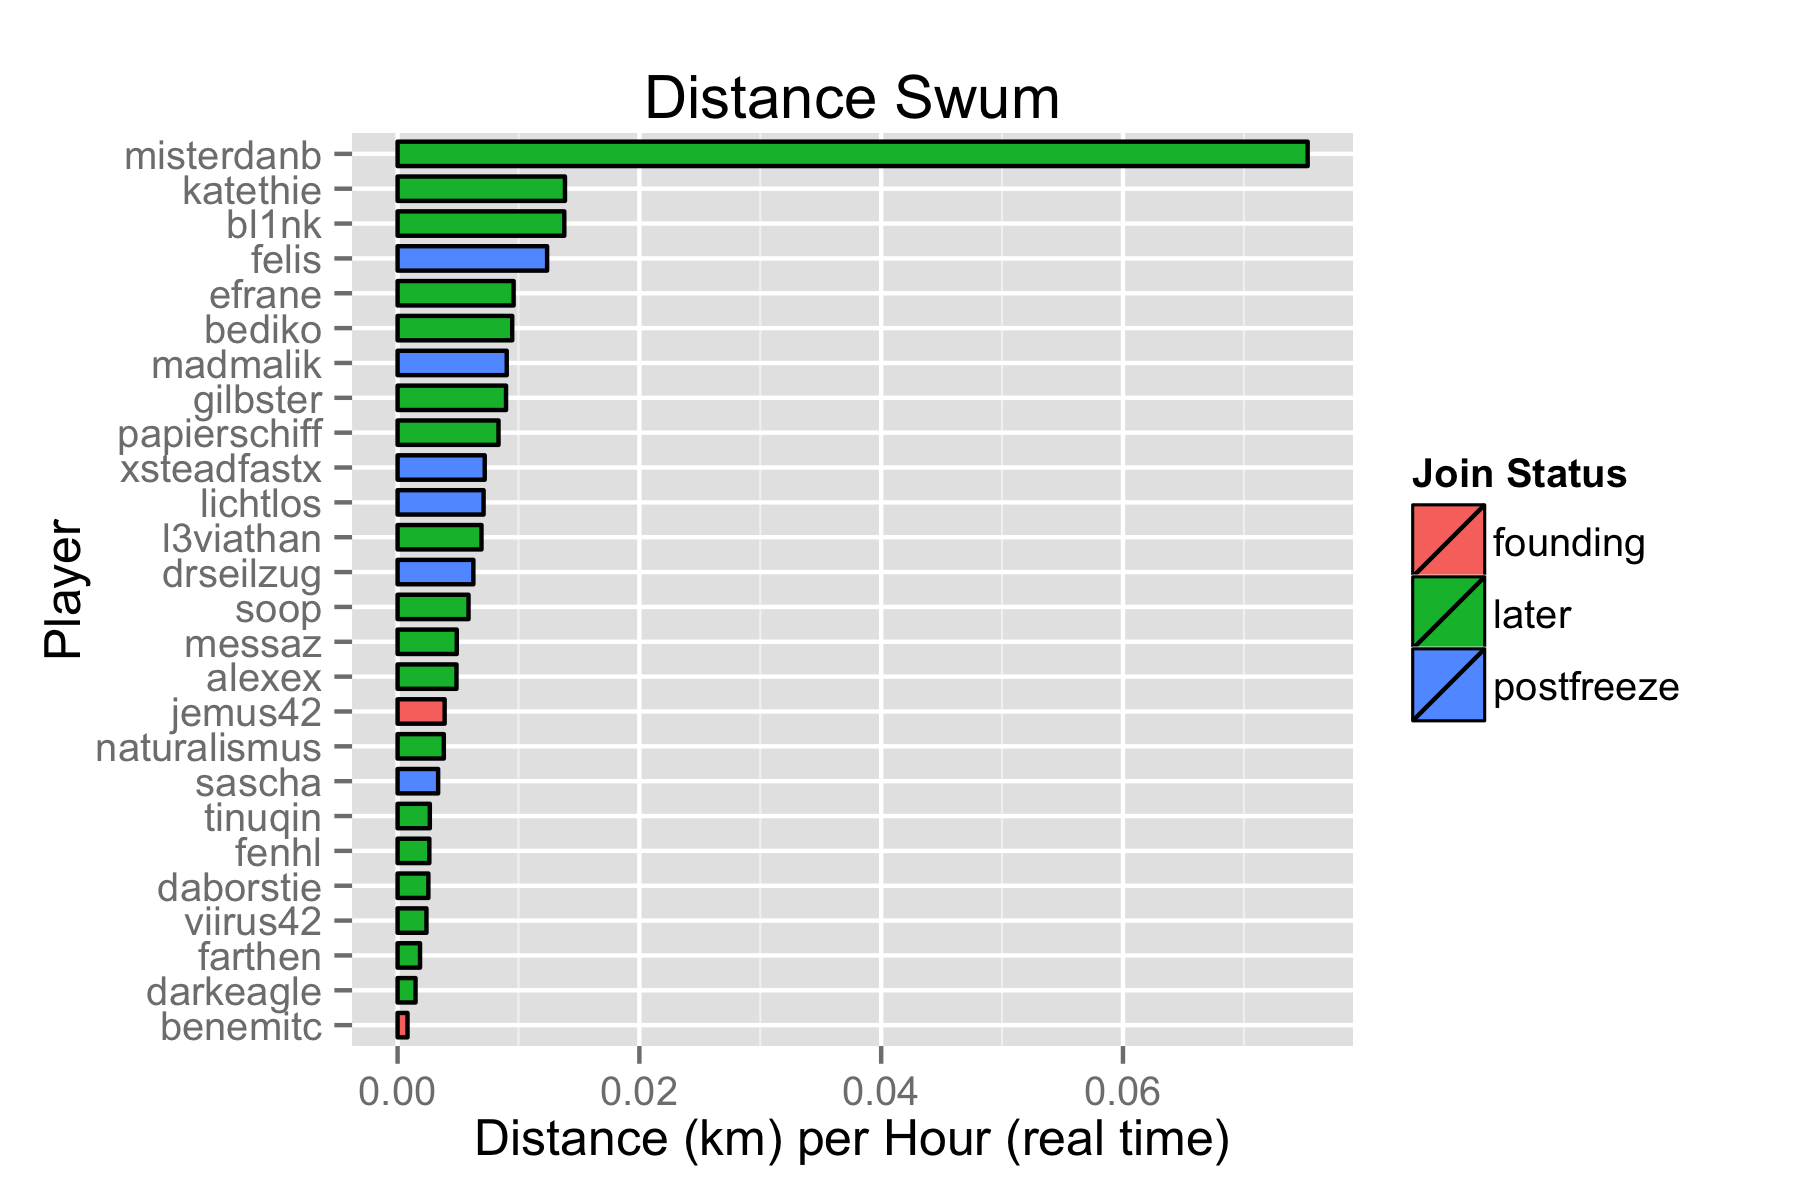 Distance Swum
misterdanb
katethie
bl1nk
felis
efrane
bediko
madmalik
gilbster
papierschiff
xsteadfastx
lichtlos
l3viathan
drseilzug
soop
messaz
alexex
jemus42
naturalismus
sascha
tinuqin
fenhl
daborstie
viirus42
farthen
darkeagle
benemitc
Player
0.00 0.02 0.04 0.06
Distance (km) per Hour (real time)
Join Status
founding
later
postfreeze